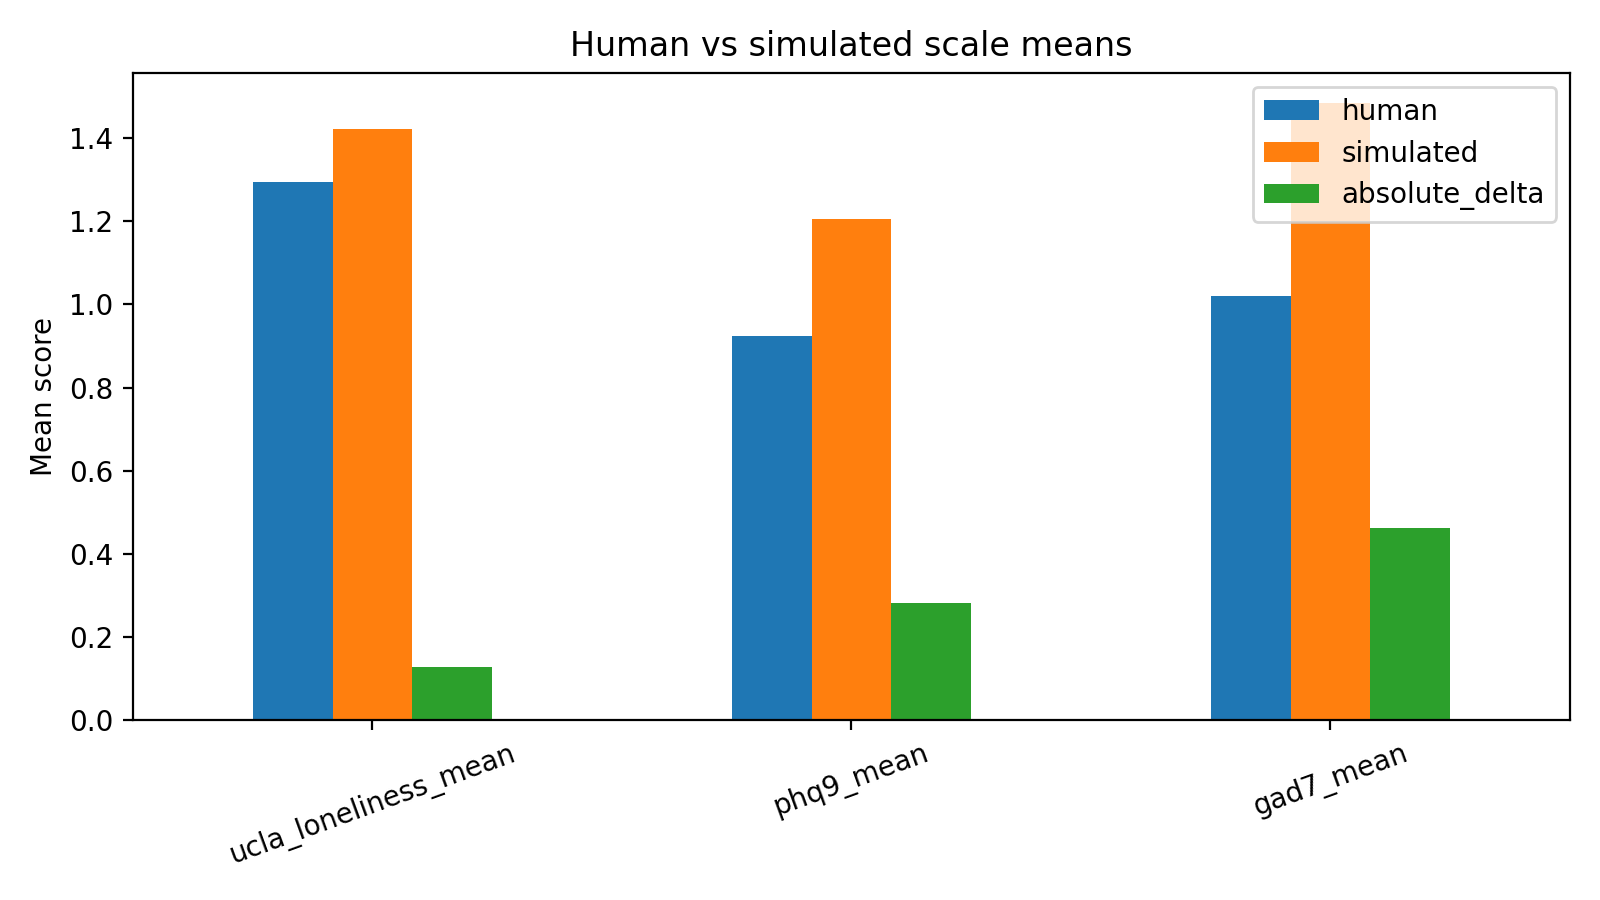 Human vs simulated scale means
human
simulated
absolute_delta
Mean score
1.4
1.2
1.0
0.8
0.6
0.4
0.2
0.0
ucla_loneliness_mean
phq9_mean
gad7_mean